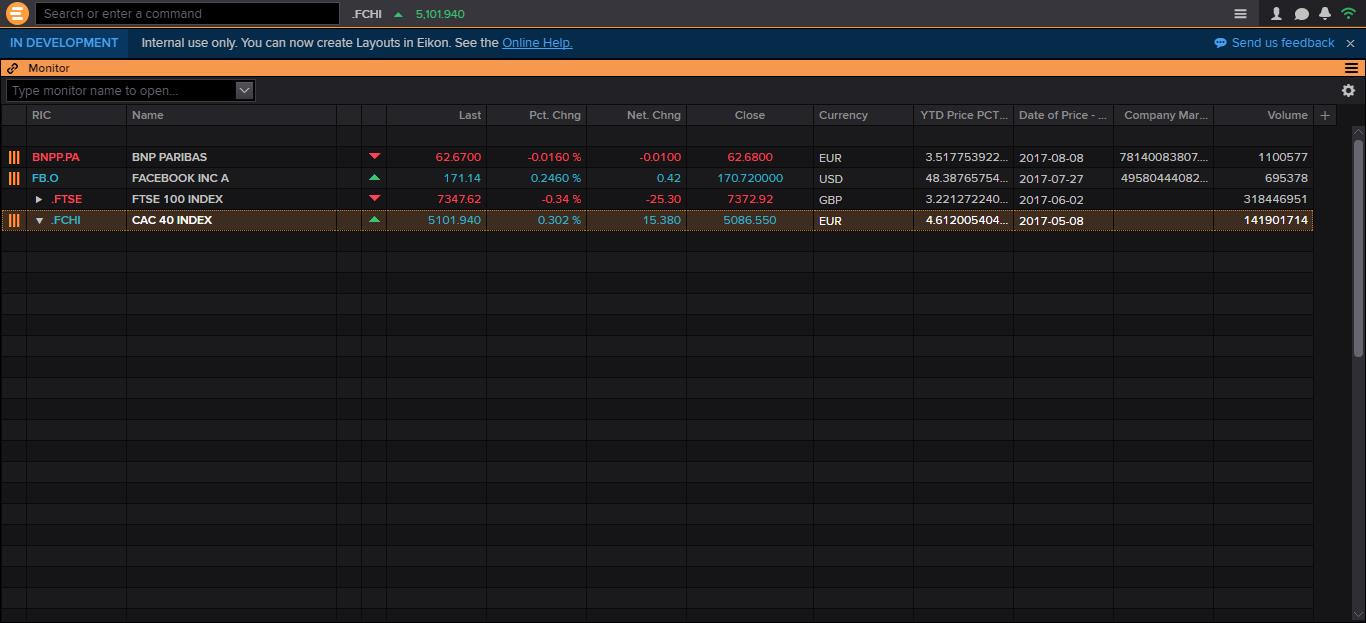 Search or enter a command .FCHI 5,101.940
IN DEVELOPMENT Internal use only. You can now create Layouts in Eikon. See the Online Help. Send us feedback
Monitor
Type monitor name to open...
RIC Name Last Pct. Chng Net. Chng Close Currency YTD Price PCT... Date of Price - ... Company Mar... Volume +
BNPP.PA BNP PARIBAS 62.6700 -0.0160 % -0.0100 62.6800 EUR 3.517753922... 2017-08-08 78140083807.... 1100577
FB.O FACEBOOK INC A 171.14 0.2460 % 0.42 170.720000 USD 48.38765754... 2017-07-27 49580444082... 695378
.FTSE FTSE 100 INDEX 7347.62 -0.34 % -25.30 7372.92 GBP 3.221272240... 2017-06-02 318446951
.FCHI CAC 40 INDEX 5101.940 0.302 % 15.380 5086.550 EUR 4.612005404... 2017-05-08 141901714